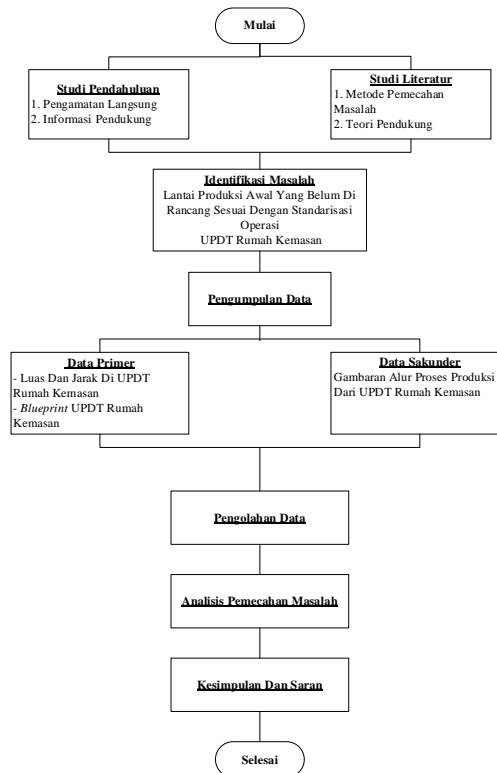 Mulai
Studi Pendahuluan
1. Pengamatan Langsung
2. Informasi Pendukung
Studi Literatur
1. Metode Pemecahan
Masalah
2. Teori Pendukung
Identifikasi Masalah
Lantai Produksi Awal Yang Belum Di
Rancang Sesuai Dengan Standarisasi
Operasi
UPDT Rumah Kemasan
Pengumpulan Data
Data Primer
- Luas Dan Jarak Di UPDT
Rumah Kemasan
- Blueprint UPDT Rumah
Kemasan
Data Sakunder
Gambaran Alur Proses Produksi
Dari UPDT Rumah Kemasan
Pengolahan Data
Analisis Pemecahan Masalah
Kesimpulan Dan Saran
Selesai